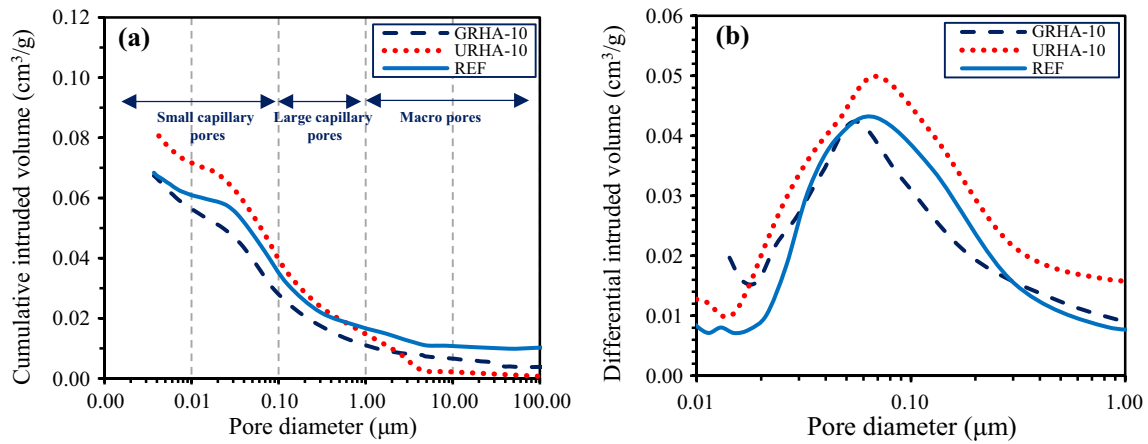 (a)
GRHA-10
URHA-10
REF
Small capillary
pores
Large capillary
pores
Macro pores
Cumulative intruded volume (cm³/g)
0.12
0.10
0.08
0.06
0.04
0.02
0.00
0.00
0.01
0.10
1.00
10.00
100.00
Pore diameter (μm)
(b)
GRHA-10
URHA-10
REF
Differential intruded volume (cm³/g)
0.06
0.05
0.04
0.03
0.02
0.01
0.00
0.01
0.10
1.00
Pore diameter (μm)